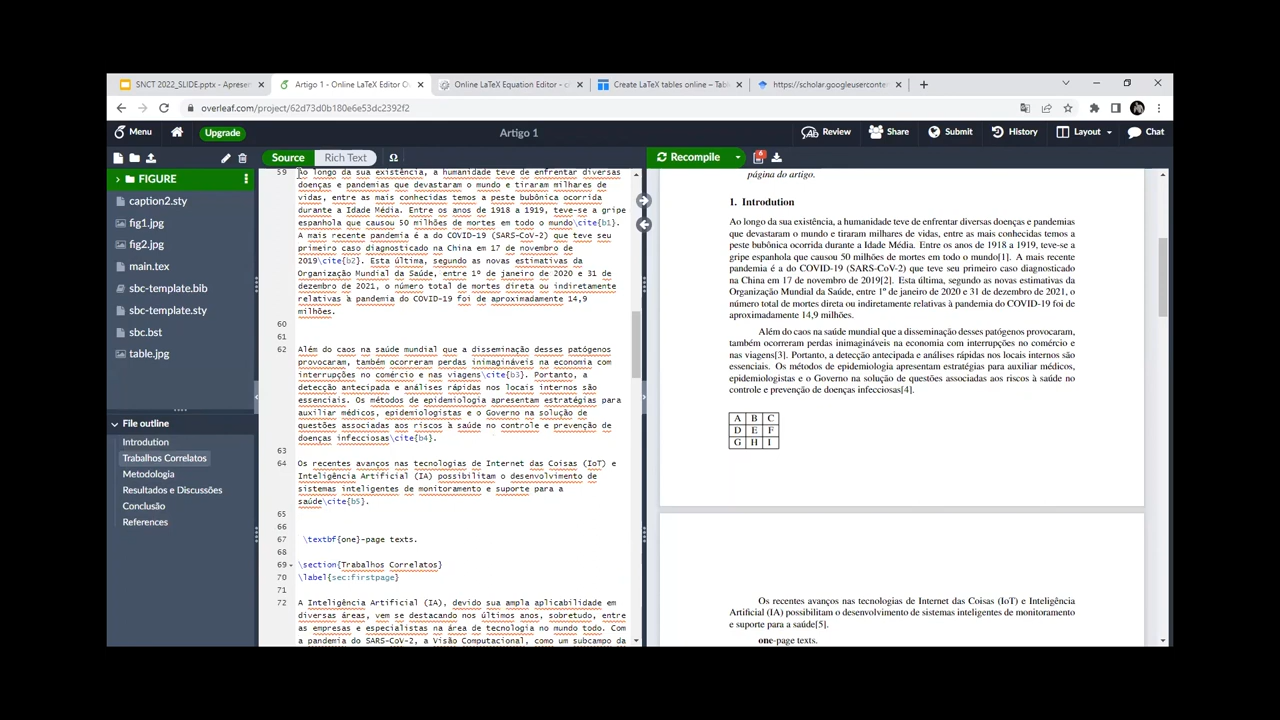 SNCT 2022_SLIDE.pptx - Apresen
Artigo 1 - Online LaTeX Editor O
Online LaTeX Equation Editor - c
Create LaTeX tables online – Tab
https://scholar.googleuserconte
overleaf.com/project/62d73d0b180e6e53dc2392f2
Menu
Upgrade
Artigo 1
Review
Share
Submit
History
Layout
Chat
Source
Rich Text
Ω
Recompile
6
FIGURE
caption2.sty
fig1.jpg
fig2.jpg
main.tex
sbc-template.bib
sbc-template.sty
sbc.bst
table.jpg
File outline
Introdution
Trabalhos Correlatos
Metodologia
Resultados e Discussões
Conclusão
References
59 Ao longo da sua existência, a humanidade teve de enfrentar diversas
doenças e pandemias que devastaram o mundo e tiraram milhares de
vidas, entre as mais conhecidas temos a peste bubônica ocorrida
durante a Idade Média. Entre os anos de 1918 a 1919, teve-se a gripe
espanhola que causou 50 milhões de mortes em todo o mundo\cite{b1}.
A mais recente pandemia é a do COVID-19 (SARS-CoV-2) que teve seu
primeiro caso diagnosticado na China em 17 de novembro de
2019\cite{b2}. Esta última, segundo as novas estimativas da
Organização Mundial da Saúde, entre 1º de janeiro de 2020 e 31 de
dezembro de 2021, o número total de mortes direta ou indiretamente
relativas à pandemia do COVID-19 foi de aproximadamente 14,9
milhões.
60
61
62 Além do caos na saúde mundial que a disseminação desses patógenos
provocaram, também ocorreram perdas inimagináveis na economia com
interrupções no comércio e nas viagens\cite{b3}. Portanto, a
detecção antecipada e análises rápidas nos locais internos são
essenciais. Os métodos de epidemiologia apresentam estratégias para
auxiliar médicos, epidemiologistas e o Governo na solução de
questões associadas aos riscos à saúde no controle e prevenção de
doenças infecciosas\cite{b4}.
63
64 Os recentes avanços nas tecnologias de Internet das Coisas (IoT) e
Inteligência Artificial (IA) possibilitam o desenvolvimento de
sistemas inteligentes de monitoramento e suporte para a
saúde\cite{b5}.
65
66
67 \textbf{one}-page texts.
68
69 \section{Trabalhos Correlatos}
70 \label{sec:firstpage}
71
72 A Inteligência Artificial (IA), devido sua ampla aplicabilidade em
diversas áreas, vem se destacando nos últimos anos, sobretudo, entre
as empresas e especialistas na área de tecnologia no mundo todo. Com
a pandemia do SARS-CoV-2, a Visão Computacional, como um subcampo da
página do artigo.
1. Introdution
Ao longo da sua existência, a humanidade teve de enfrentar diversas doenças e pandemias
que devastaram o mundo e tiraram milhares de vidas, entre as mais conhecidas temos a
peste bubônica ocorrida durante a Idade Média. Entre os anos de 1918 a 1919, teve-se a
gripe espanhola que causou 50 milhões de mortes em todo o mundo[1]. A mais recente
pandemia é a do COVID-19 (SARS-CoV-2) que teve seu primeiro caso diagnosticado
na China em 17 de novembro de 2019[2]. Esta última, segundo as novas estimativas da
Organização Mundial da Saúde, entre 1º de janeiro de 2020 e 31 de dezembro de 2021, o
número total de mortes direta ou indiretamente relativas à pandemia do COVID-19 foi de
aproximadamente 14,9 milhões.
Além do caos na saúde mundial que a disseminação desses patógenos provocaram,
também ocorreram perdas inimagináveis na economia com interrupções no comércio e
nas viagens[3]. Portanto, a detecção antecipada e análises rápidas nos locais internos são
essenciais. Os métodos de epidemiologia apresentam estratégias para auxiliar médicos,
epidemiologistas e o Governo na solução de questões associadas aos riscos à saúde no
controle e prevenção de doenças infecciosas[4].
A B C
D E F
G H I
Os recentes avanços nas tecnologias de Internet das Coisas (IoT) e Inteligência
Artificial (IA) possibilitam o desenvolvimento de sistemas inteligentes de monitoramento
e suporte para a saúde[5].
one-page texts.